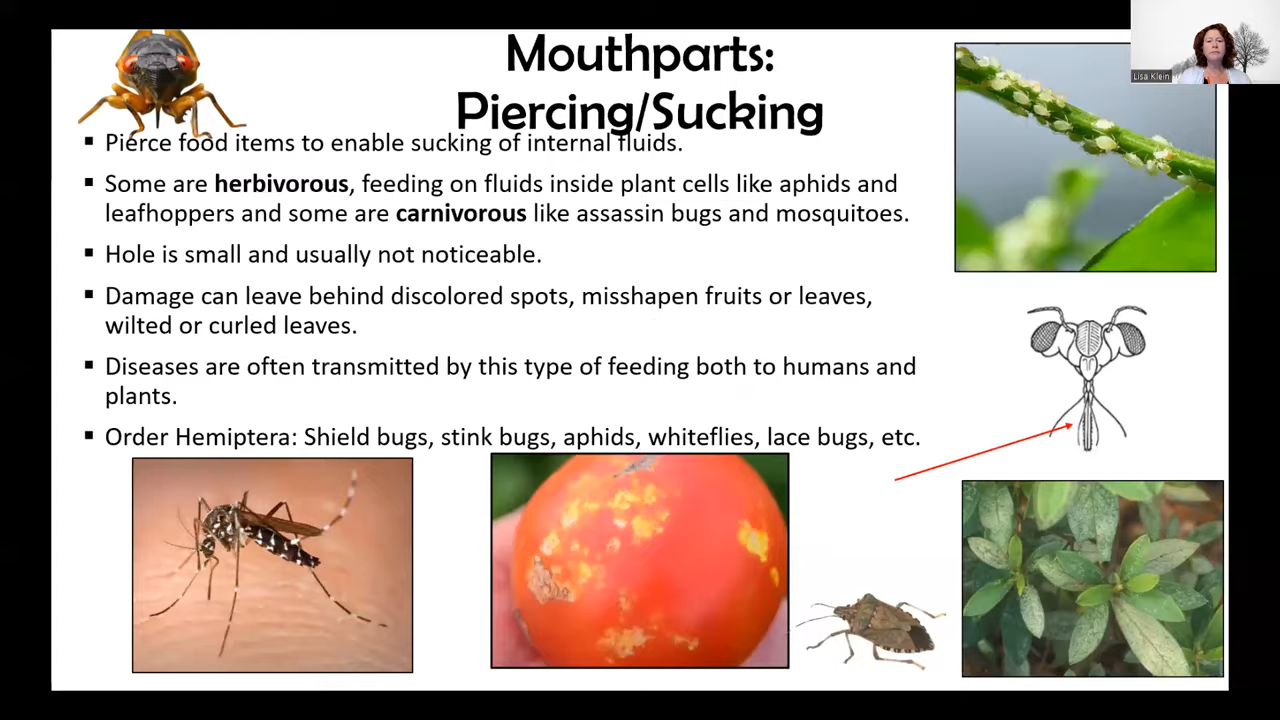 Mouthparts:
Piercing/Sucking
Lisa Klein
▪ Pierce food items to enable sucking of internal fluids.
▪ Some are herbivorous, feeding on fluids inside plant cells like aphids and
leafhoppers and some are carnivorous like assassin bugs and mosquitoes.
▪ Hole is small and usually not noticeable.
▪ Damage can leave behind discolored spots, misshapen fruits or leaves,
wilted or curled leaves.
▪ Diseases are often transmitted by this type of feeding both to humans and
plants.
▪ Order Hemiptera: Shield bugs, stink bugs, aphids, whiteflies, lace bugs, etc.